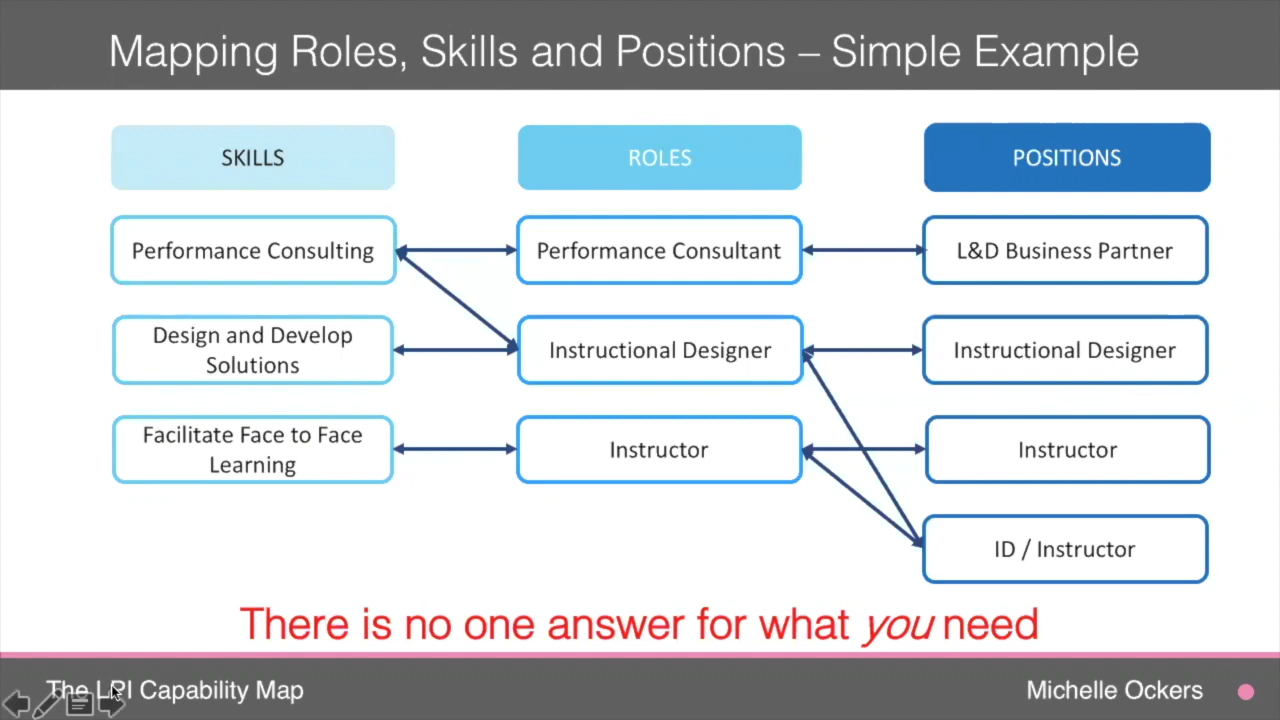 Mapping Roles, Skills and Positions – Simple Example
SKILLS
ROLES
POSITIONS
Performance Consulting
Performance Consultant
L&D Business Partner
Design and Develop
Solutions
Instructional Designer
Instructional Designer
Facilitate Face to Face
Learning
Instructor
Instructor
ID / Instructor
There is no one answer for what you need
The LPI Capability Map
Michelle Ockers